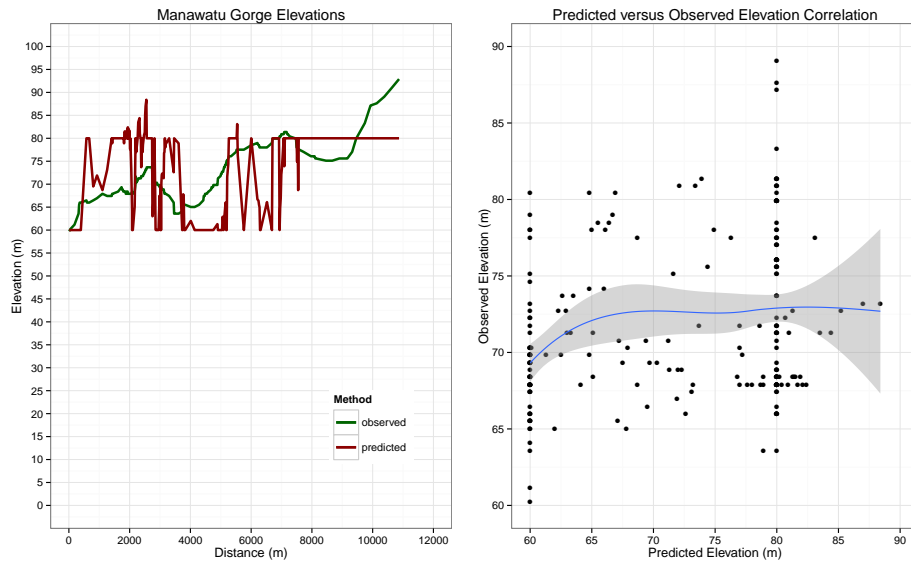 Manawatu Gorge Elevations
Elevation (m)
100
95
90
85
80
75
70
65
60
55
50
45
40
35
30
25
20
15
10
5
0
0 2000 4000 6000 8000 10000 12000
Distance (m)
Method
observed
predicted
Predicted versus Observed Elevation Correlation
Observed Elevation (m)
90
85
80
75
70
65
60
60 65 70 75 80 85 90
Predicted Elevation (m)